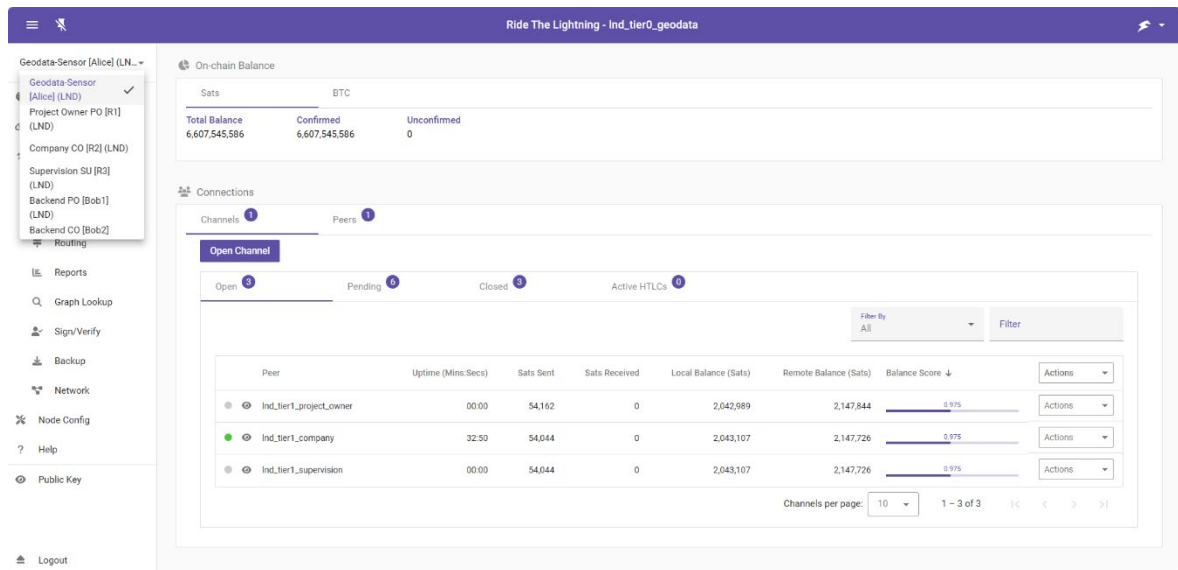 Ride The Lightning - lnd_tier0_geodata
Geodata-Sensor [Alice] (LN...
Geodata-Sensor
[Alice] (LND)
Project Owner PO [R1]
(LND)
Company CO [R2] (LND)
Supervision SU [R3]
(LND)
Backend PO [Bob1]
(LND)
Backend CO [Bob2]
Routing
Reports
Graph Lookup
Sign/Verify
Backup
Network
Node Config
? Help
Public Key
Logout
On-chain Balance
Sats BTC
Total Balance Confirmed Unconfirmed
6,607,545,586 6,607,545,586 0
Connections
Channels 1 Peers 1
Open Channel
Open 3 Pending 6 Closed 3 Active HTLCs 0
Filter By
All
Filter
Peer Uptime (Mins:Secs) Sats Sent Sats Received Local Balance (Sats) Remote Balance (Sats) Balance Score Actions
lnd_tier1_project_owner 00:00 54,162 0 2,042,989 2,147,844 0.975 Actions
lnd_tier1_company 32:50 54,044 0 2,043,107 2,147,726 0.975 Actions
lnd_tier1_supervision 00:00 54,044 0 2,043,107 2,147,726 0.975 Actions
Channels per page: 10 1 – 3 of 3